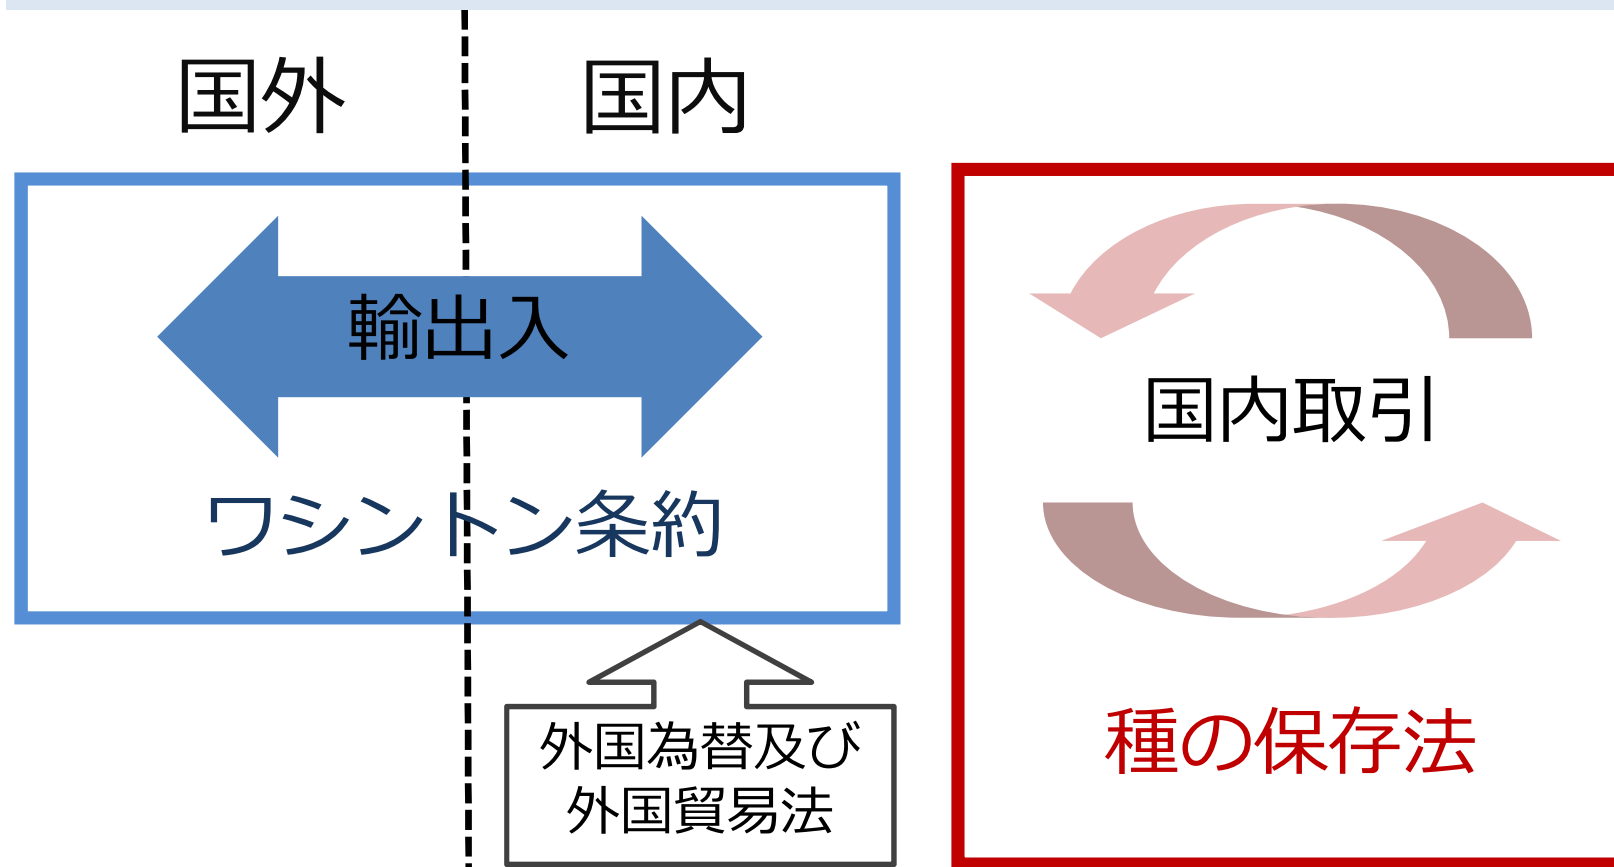 国外
国内
輸出入
ワシントン条約
外国為替及び
外国貿易法
国内取引
種の保存法